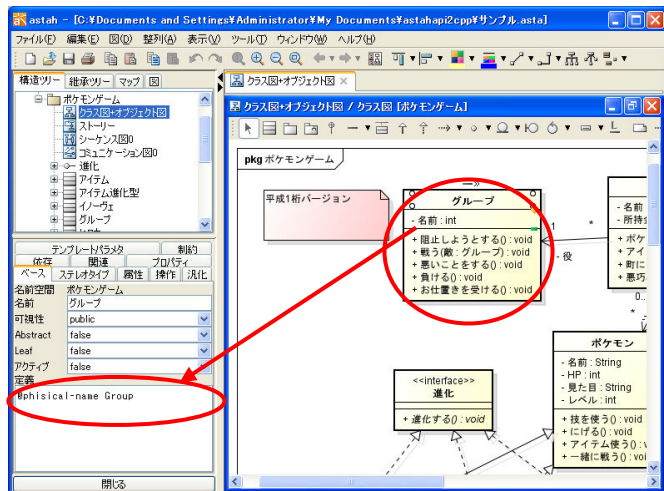 astah - [C:¥Documents and Settings¥Administrator¥My Documents¥astahapi2cpp¥サンプル.asta]
ファイル(F) 編集(E) 図(D) 整列(A) 表示(V) ツール(T) ウィンドウ(W) ヘルプ(H)
構造ツリー 継承ツリー マップ 図
ポケモンゲーム
クラス図+オブジェクト図
ストーリー
シーケンス図0
コミュニケーション図0
進化
アイテム
アイテム進化型
イノーヴェ
グループ
テンプレートパラメタ 制約
依存 関連 プロパティ
ベース ステレオタイプ 属性 操作 汎化
名前空間 ポケモンゲーム
名前 グループ
可視性 public
Abstract false
Leaf false
アクティブ false
定義
@phisical-name Group
閉じる
クラス図+オブジェクト図
クラス図+オブジェクト図 / クラス図 [ポケモンゲーム]
pkg ポケモンゲーム
平成1桁バージョン
グループ
- 名前 : int
+ 阻止しようとする() : void
+ 戦う(敵 : グループ) : void
+ 悪いことをする() : void
+ 負ける() : void
+ お仕置きを受ける() : void
1
*
- 役
- 名前
- 所持
+ ポケ
+ アイ
+ 町に
+ 悪巧
0..
*
<<interface>>
進化
+ 進化する() : void
ポケモン
- 名前 : String
- HP : int
- 見た目 : String
- レベル : int
+ 技を使う() : void
+ にげる() : void
+ アイテム使う() : v
+ 一緒に戦う() : voi